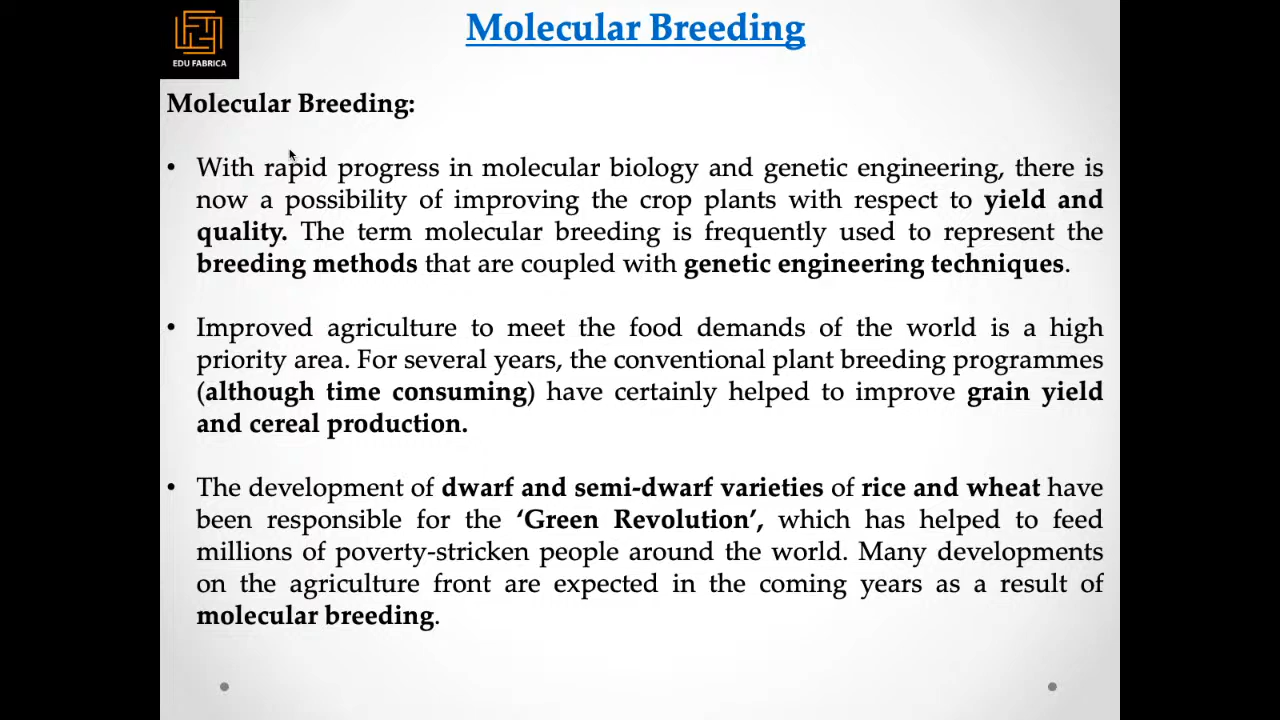 Molecular Breeding
EDU FABRICA
Molecular Breeding:
• With rapid progress in molecular biology and genetic engineering, there is
now a possibility of improving the crop plants with respect to yield and
quality. The term molecular breeding is frequently used to represent the
breeding methods that are coupled with genetic engineering techniques.
• Improved agriculture to meet the food demands of the world is a high
priority area. For several years, the conventional plant breeding programmes
(although time consuming) have certainly helped to improve grain yield
and cereal production.
• The development of dwarf and semi-dwarf varieties of rice and wheat have
been responsible for the ‘Green Revolution’, which has helped to feed
millions of poverty-stricken people around the world. Many developments
on the agriculture front are expected in the coming years as a result of
molecular breeding.